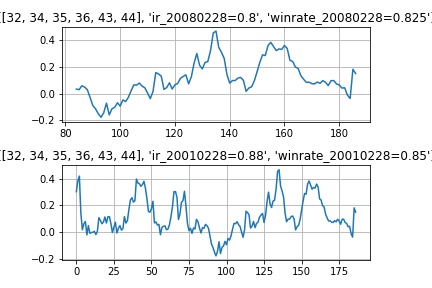 [32, 34, 35, 36, 43, 44], 'ir_20080228=0.8', 'winrate_20080228=0.825'
0.4
0.2
0.0
−0.2
80 100 120 140 160 180
[32, 34, 35, 36, 43, 44], 'ir_20010228=0.88', 'winrate_20010228=0.85'
0.4
0.2
0.0
−0.2
0 25 50 75 100 125 150 175